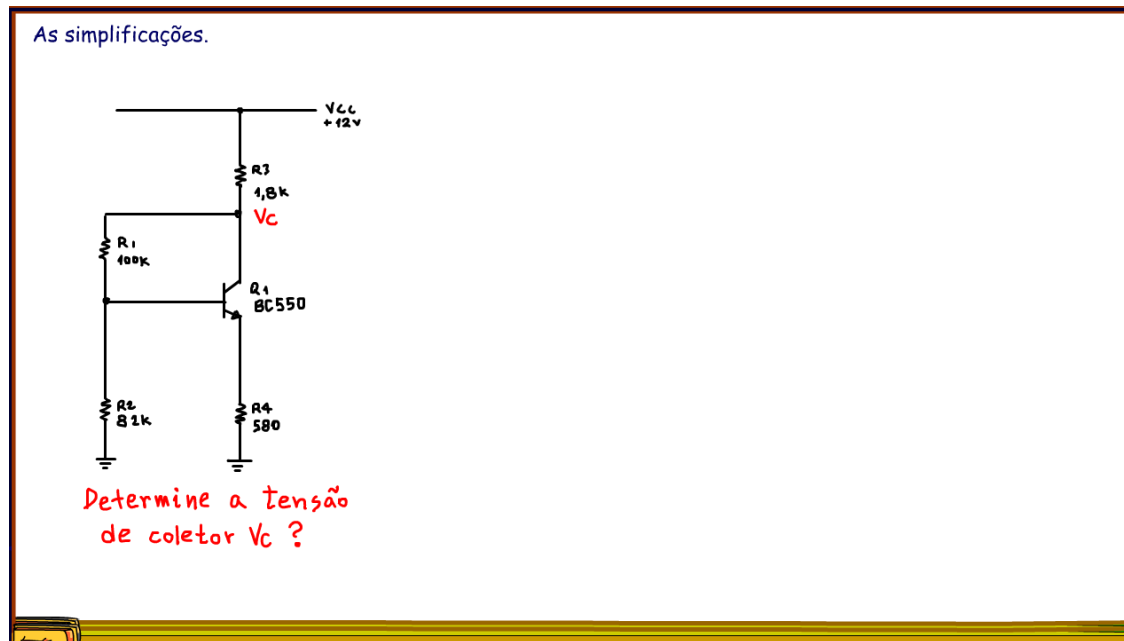 As simplificações.
VCC
+12V
R3
1,8K
VC
R1
100K
Q1
BC550
R2
82K
R4
580
Determine a tensão
de coletor VC ?